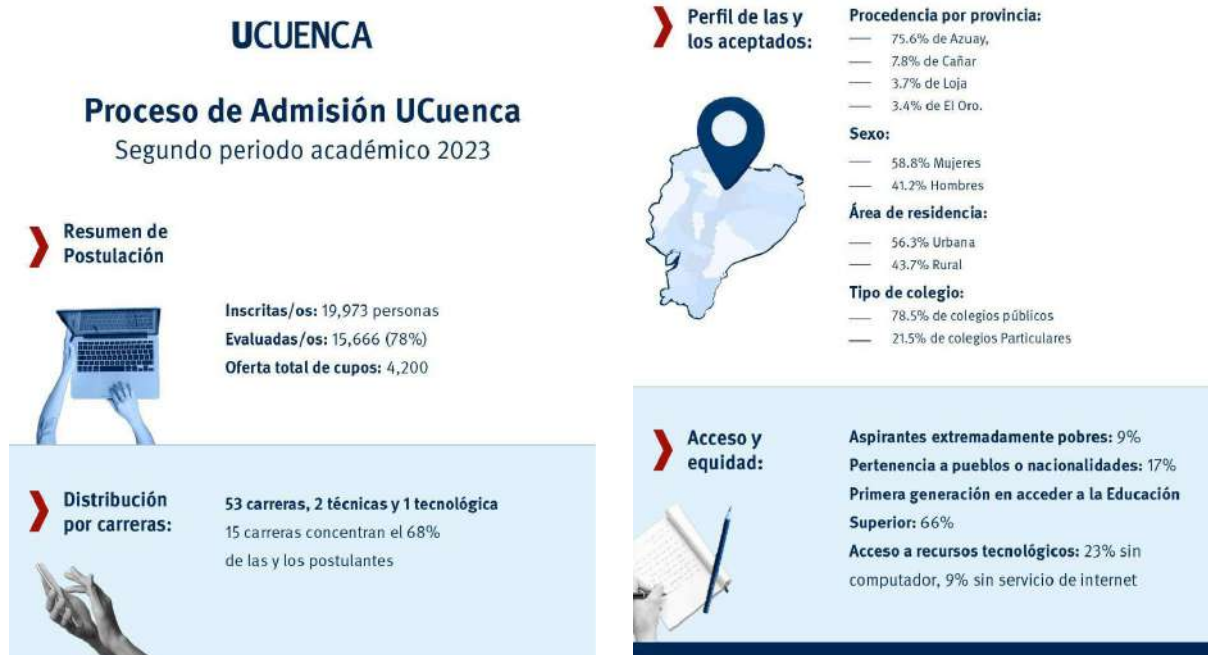 UCUENCA
Proceso de Admisión UCuenca
Segundo periodo académico 2023
Resumen de
Postulación
Inscritas/os: 19,973 personas
Evaluadas/os: 15,666 (78%)
Oferta total de cupos: 4,200
Distribución
por carreras:
53 carreras, 2 técnicas y 1 tecnológica
15 carreras concentran el 68%
de las y los postulantes
Perfil de las y
los aceptados:
Procedencia por provincia:
— 75.6% de Azuay,
— 7.8% de Cañar
— 3.7% de Loja
— 3.4% de El Oro.
Sexo:
— 58.8% Mujeres
— 41.2% Hombres
Área de residencia:
— 56.3% Urbana
— 43.7% Rural
Tipo de colegio:
— 78.5% de colegios públicos
— 21.5% de colegios Particulares
Acceso y
equidad:
Aspirantes extremadamente pobres: 9%
Pertenencia a pueblos o nacionalidades: 17%
Primera generación en acceder a la Educación
Superior: 66%
Acceso a recursos tecnológicos: 23% sin
computador, 9% sin servicio de internet